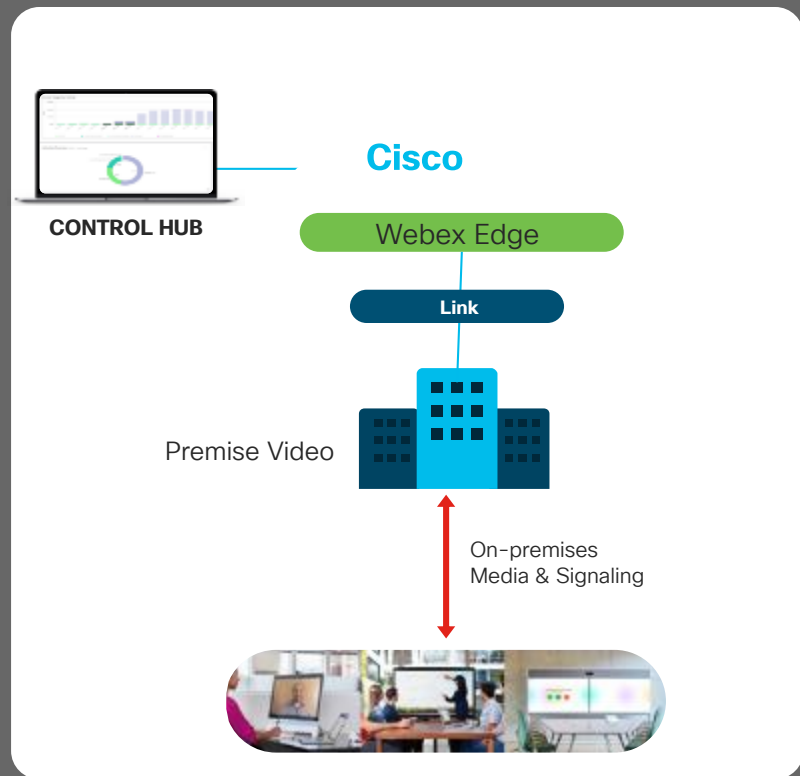 Cisco
CONTROL HUB
Webex Edge
Link
Premise Video
On-premises
Media & Signaling